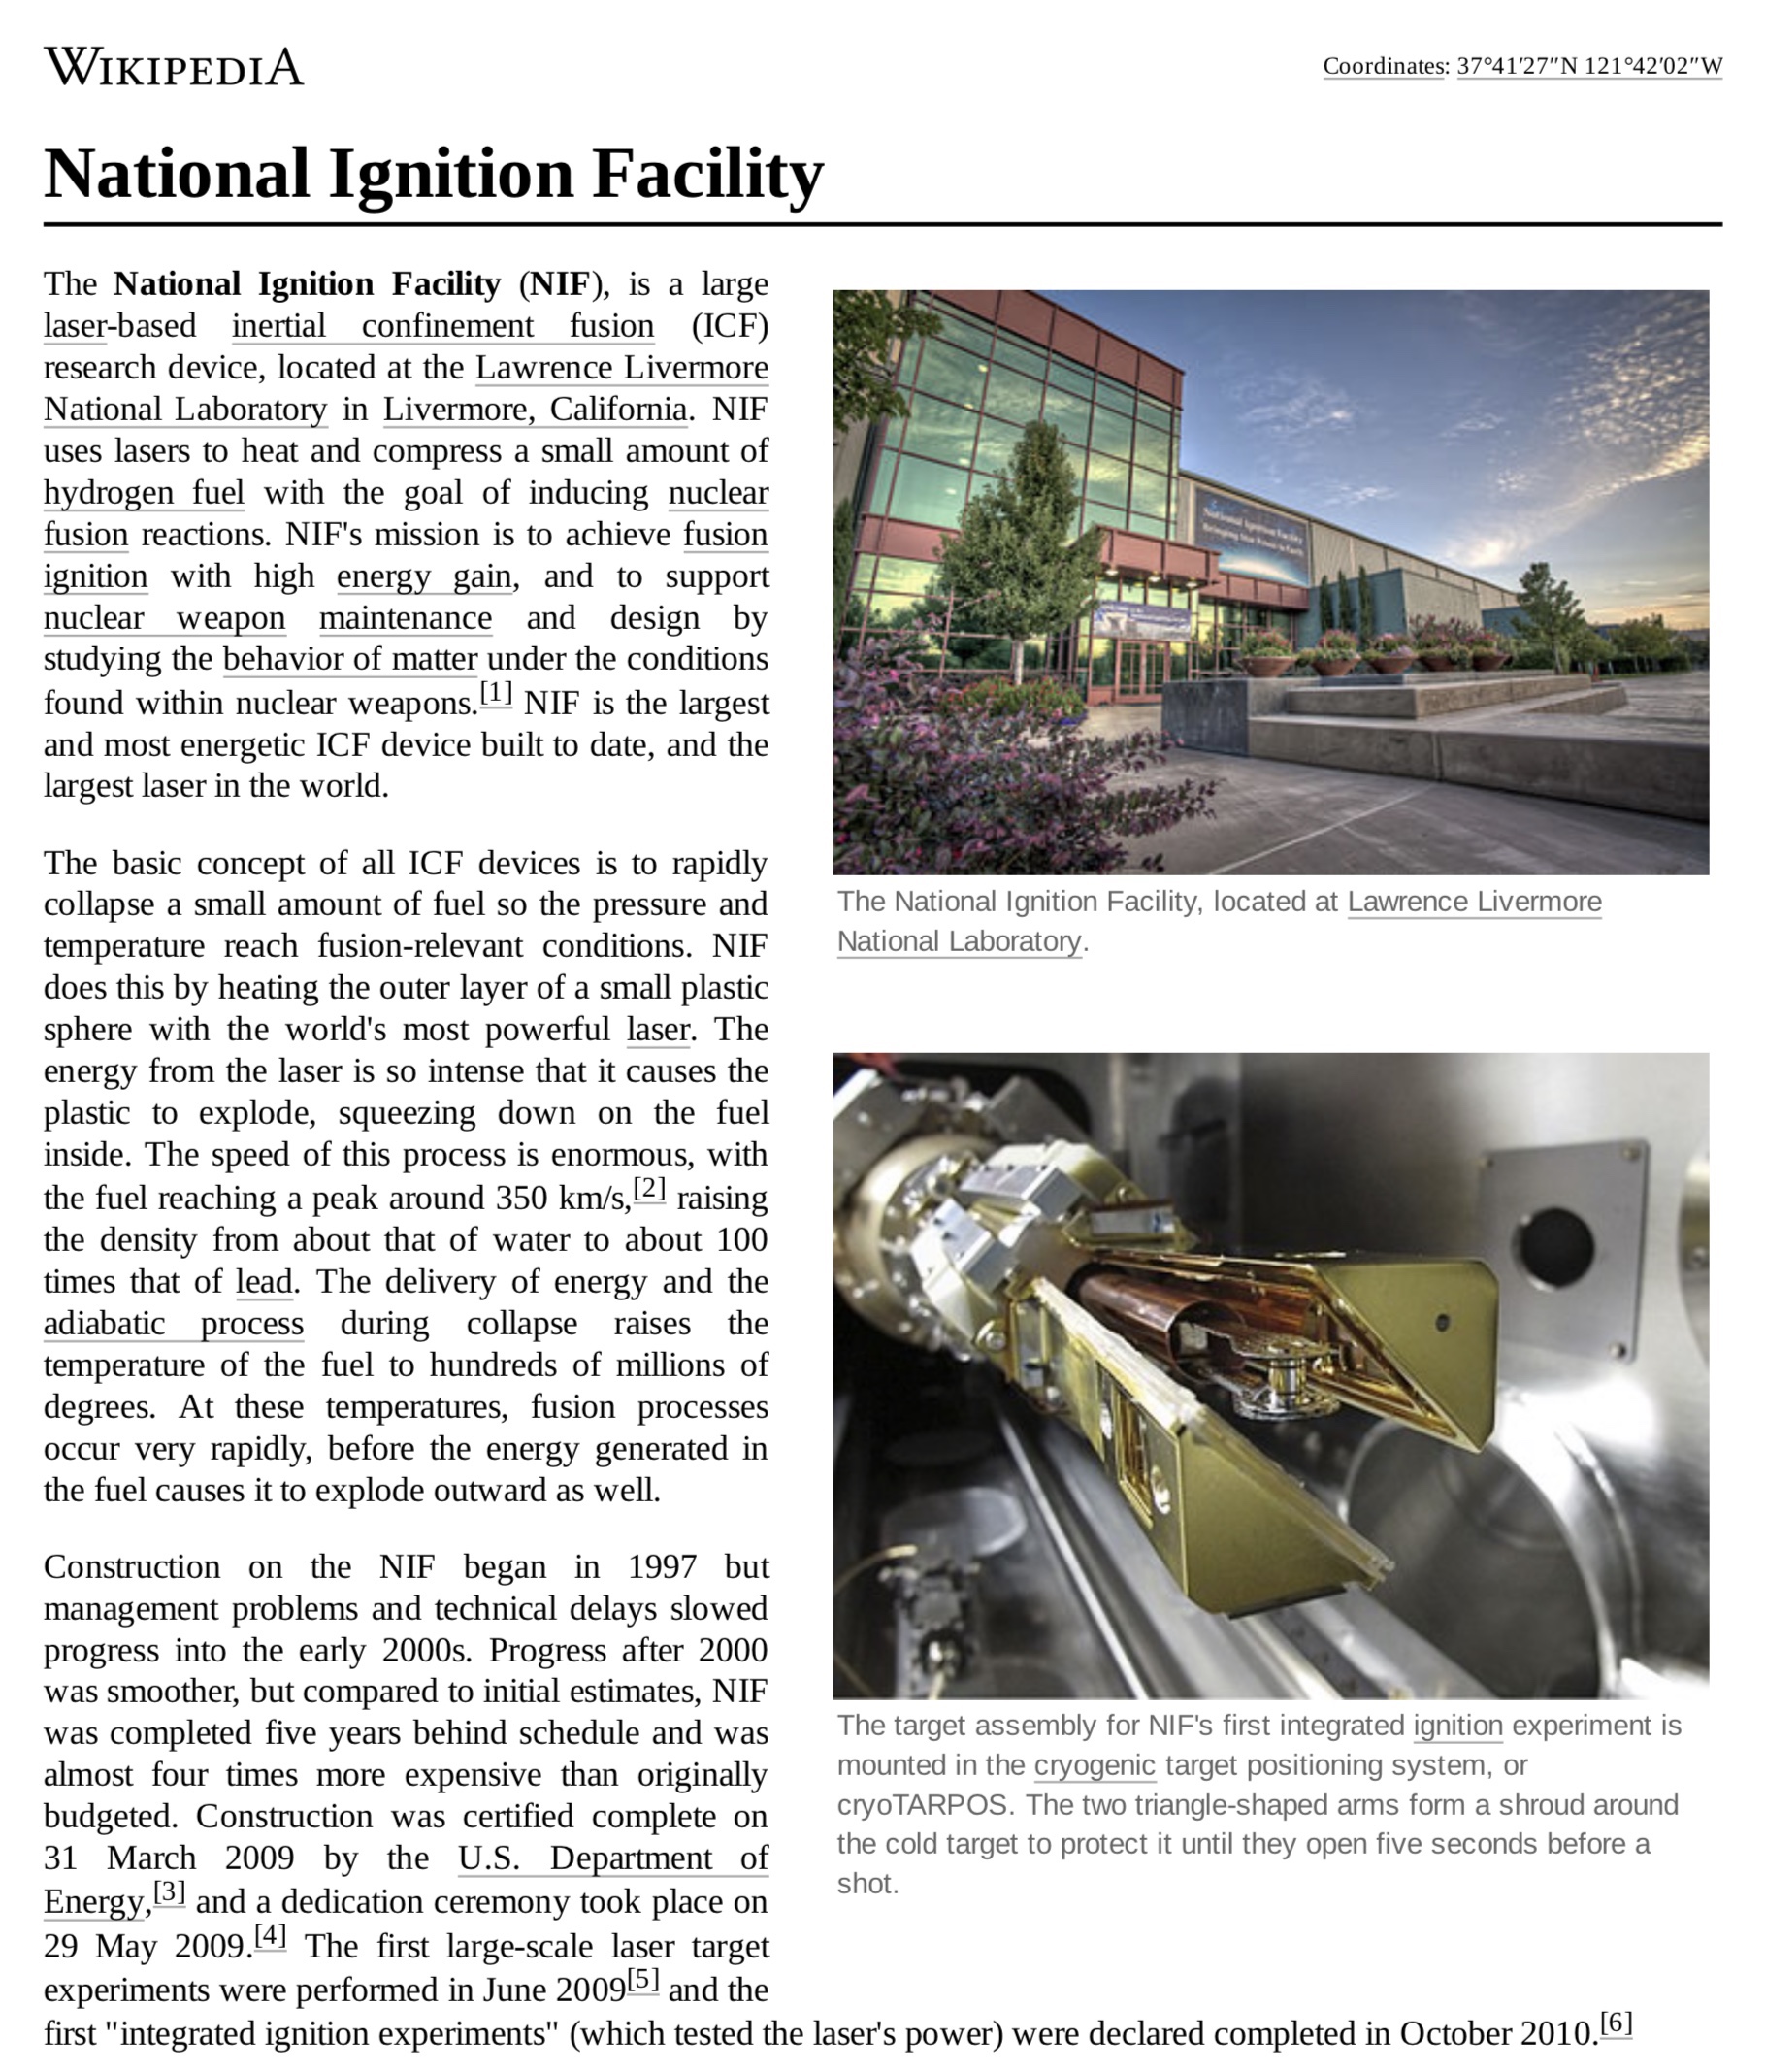 WIKIPEDIA
Coordinates: 37°41′27″N 121°42′02″W
National Ignition Facility
The National Ignition Facility (NIF), is a large
laser-based inertial confinement fusion (ICF)
research device, located at the Lawrence Livermore
National Laboratory in Livermore, California. NIF
uses lasers to heat and compress a small amount of
hydrogen fuel with the goal of inducing nuclear
fusion reactions. NIF's mission is to achieve fusion
ignition with high energy gain, and to support
nuclear weapon maintenance and design by
studying the behavior of matter under the conditions
found within nuclear weapons.[1] NIF is the largest
and most energetic ICF device built to date, and the
largest laser in the world.
The basic concept of all ICF devices is to rapidly
collapse a small amount of fuel so the pressure and
temperature reach fusion-relevant conditions. NIF
does this by heating the outer layer of a small plastic
sphere with the world's most powerful laser. The
energy from the laser is so intense that it causes the
plastic to explode, squeezing down on the fuel
inside. The speed of this process is enormous, with
the fuel reaching a peak around 350 km/s,[2] raising
the density from about that of water to about 100
times that of lead. The delivery of energy and the
adiabatic process during collapse raises the
temperature of the fuel to hundreds of millions of
degrees. At these temperatures, fusion processes
occur very rapidly, before the energy generated in
the fuel causes it to explode outward as well.
Construction on the NIF began in 1997 but
management problems and technical delays slowed
progress into the early 2000s. Progress after 2000
was smoother, but compared to initial estimates, NIF
was completed five years behind schedule and was
almost four times more expensive than originally
budgeted. Construction was certified complete on
31 March 2009 by the U.S. Department of
Energy,[3] and a dedication ceremony took place on
29 May 2009.[4] The first large-scale laser target
experiments were performed in June 2009[5] and the
first "integrated ignition experiments" (which tested the laser's power) were declared completed in October 2010.[6]
National Ignition Facility
Bringing Star Power to Earth
The National Ignition Facility, located at Lawrence Livermore
National Laboratory.
The target assembly for NIF's first integrated ignition experiment is
mounted in the cryogenic target positioning system, or
cryoTARPOS. The two triangle-shaped arms form a shroud around
the cold target to protect it until they open five seconds before a
shot.